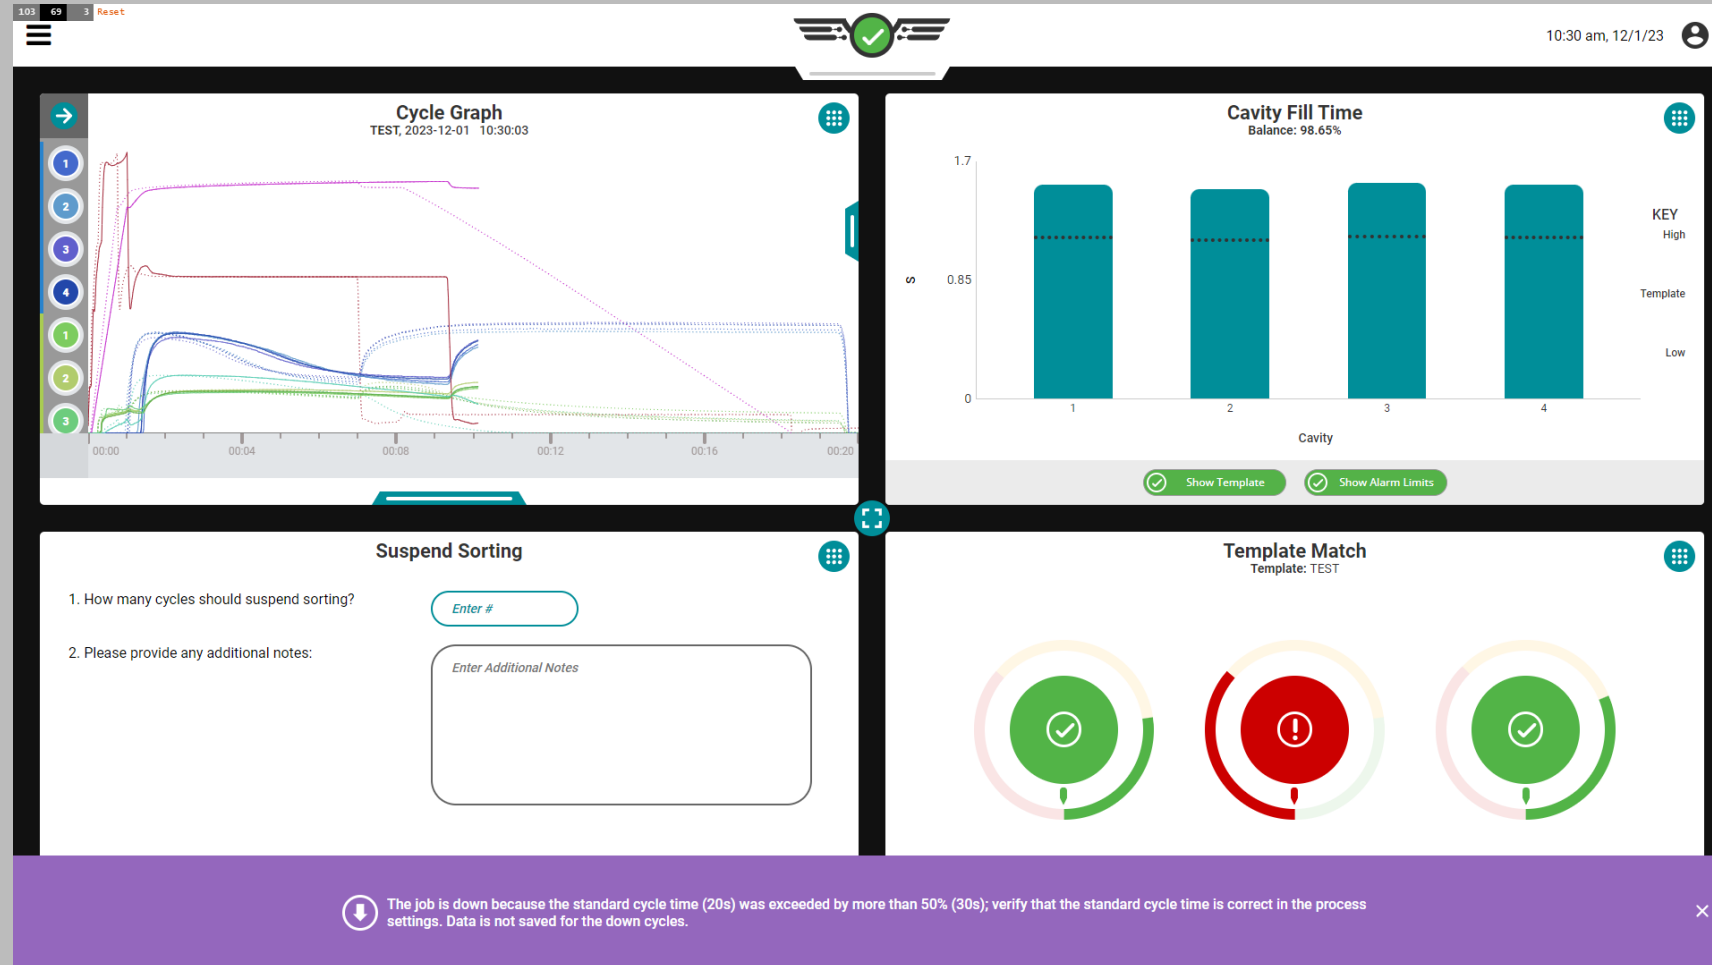 103 69 3 Reset
10:30 am, 12/1/23
Cycle Graph
TEST, 2023-12-01 10:30:03
1
2
3
4
1
2
3
00:00 00:04 00:08 00:12 00:16 00:20
Cavity Fill Time
Balance: 98.65%
1.7
0.85
0
S
1 2 3 4
Cavity
KEY
High
Template
Low
Show Template
Show Alarm Limits
Suspend Sorting
1. How many cycles should suspend sorting?
Enter #
2. Please provide any additional notes:
Enter Additional Notes
Template Match
Template: TEST
The job is down because the standard cycle time (20s) was exceeded by more than 50% (30s); verify that the standard cycle time is correct in the process
settings. Data is not saved for the down cycles.